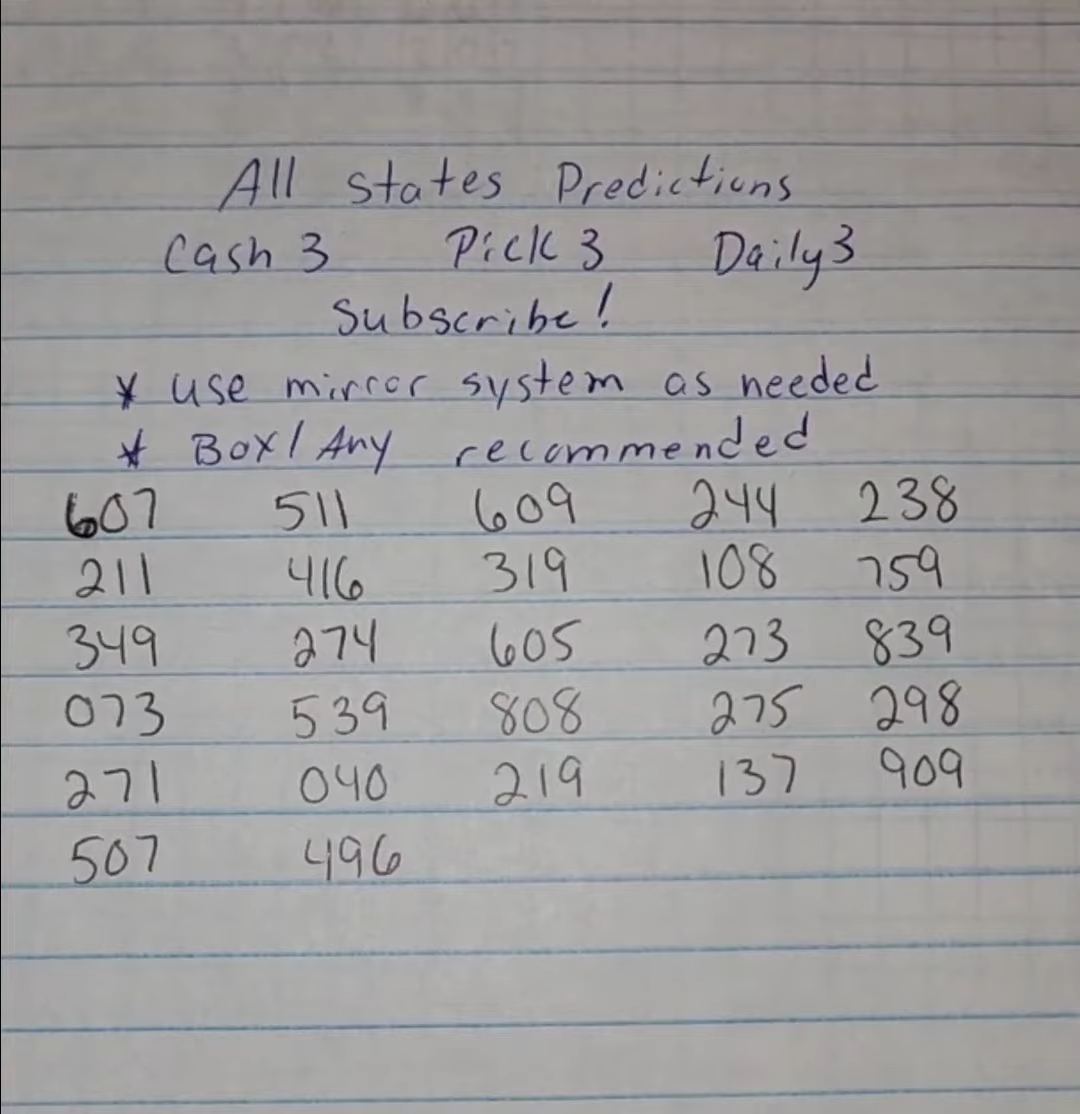 All states Predictions
Cash 3 Pick 3 Daily 3
Subscribe!
* use mirror system as needed
* Box/Any recommended
607 511 609 244 238
211 416 319 108 759
349 274 605 273 839
073 539 808 275 298
271 040 219 137 909
507 496